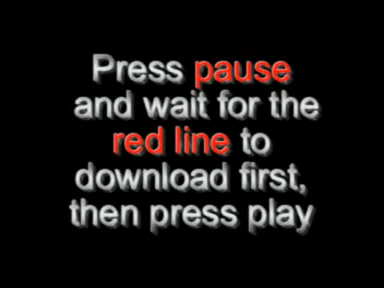 Press pause
and wait for the
red line to
download first,
then press play